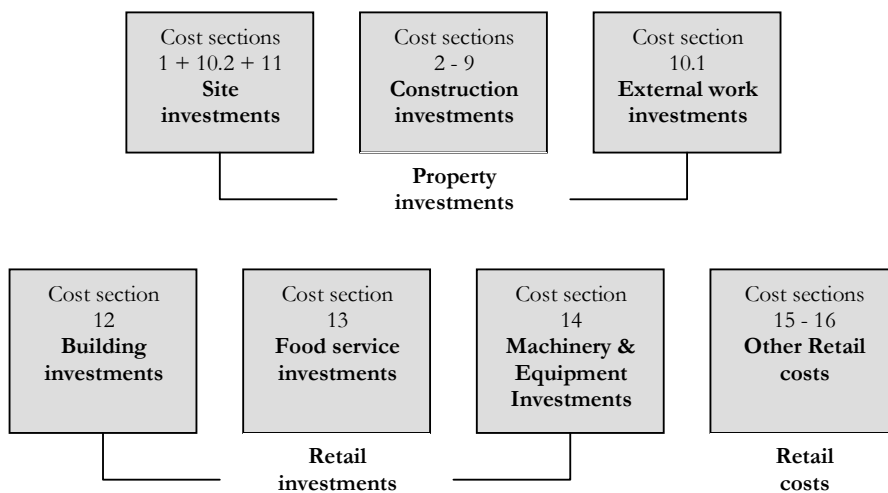 Cost sections
1 + 10.2 + 11
Site
investments
Cost sections
2 - 9
Construction
investments
Cost section
10.1
External work
investments
Property
investments
Cost section
12
Building
investments
Cost section
13
Food service
investments
Cost section
14
Machinery &
Equipment
Investments
Cost sections
15 - 16
Other Retail
costs
Retail
investments
Retail
costs